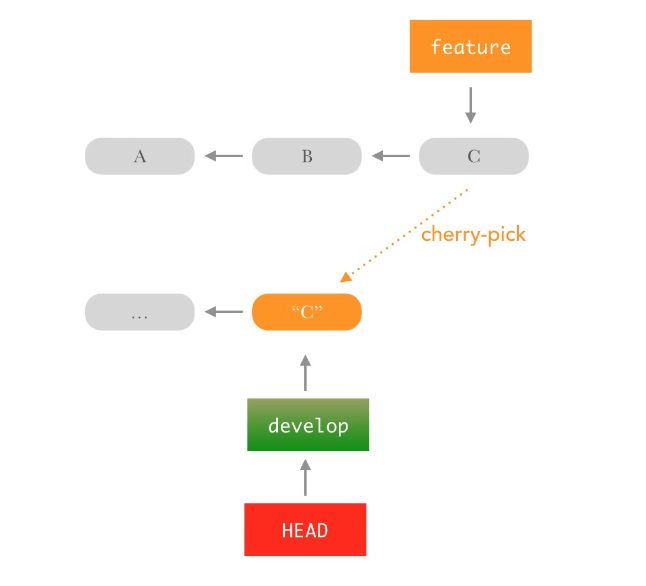 feature
A
B
C
cherry-pick
...
“C”
develop
HEAD